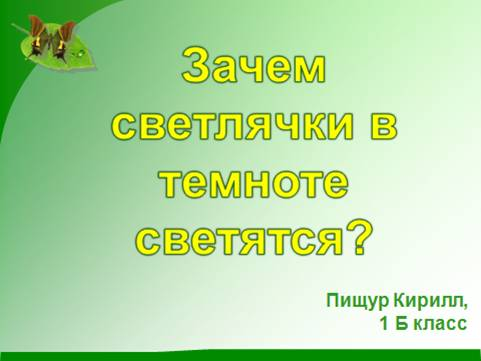 Зачем
светлячки в
темноте
светятся?
Пищур Кирилл,
1 Б класс